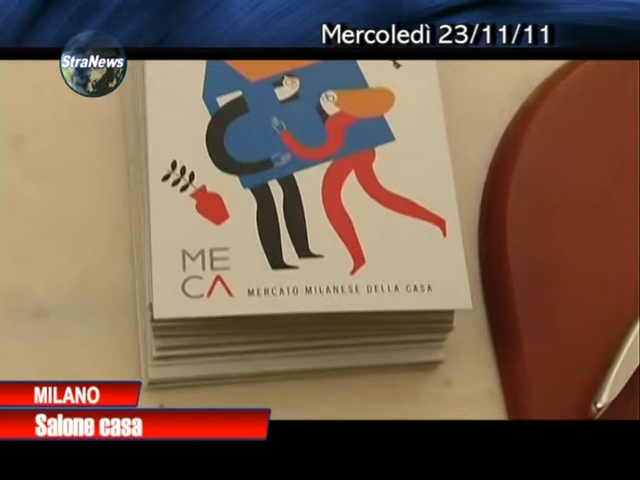 Mercoledì 23/11/11
StraNews
ME
CA
MERCATO MILANESE DELLA CASA
MILANO
Salone casa